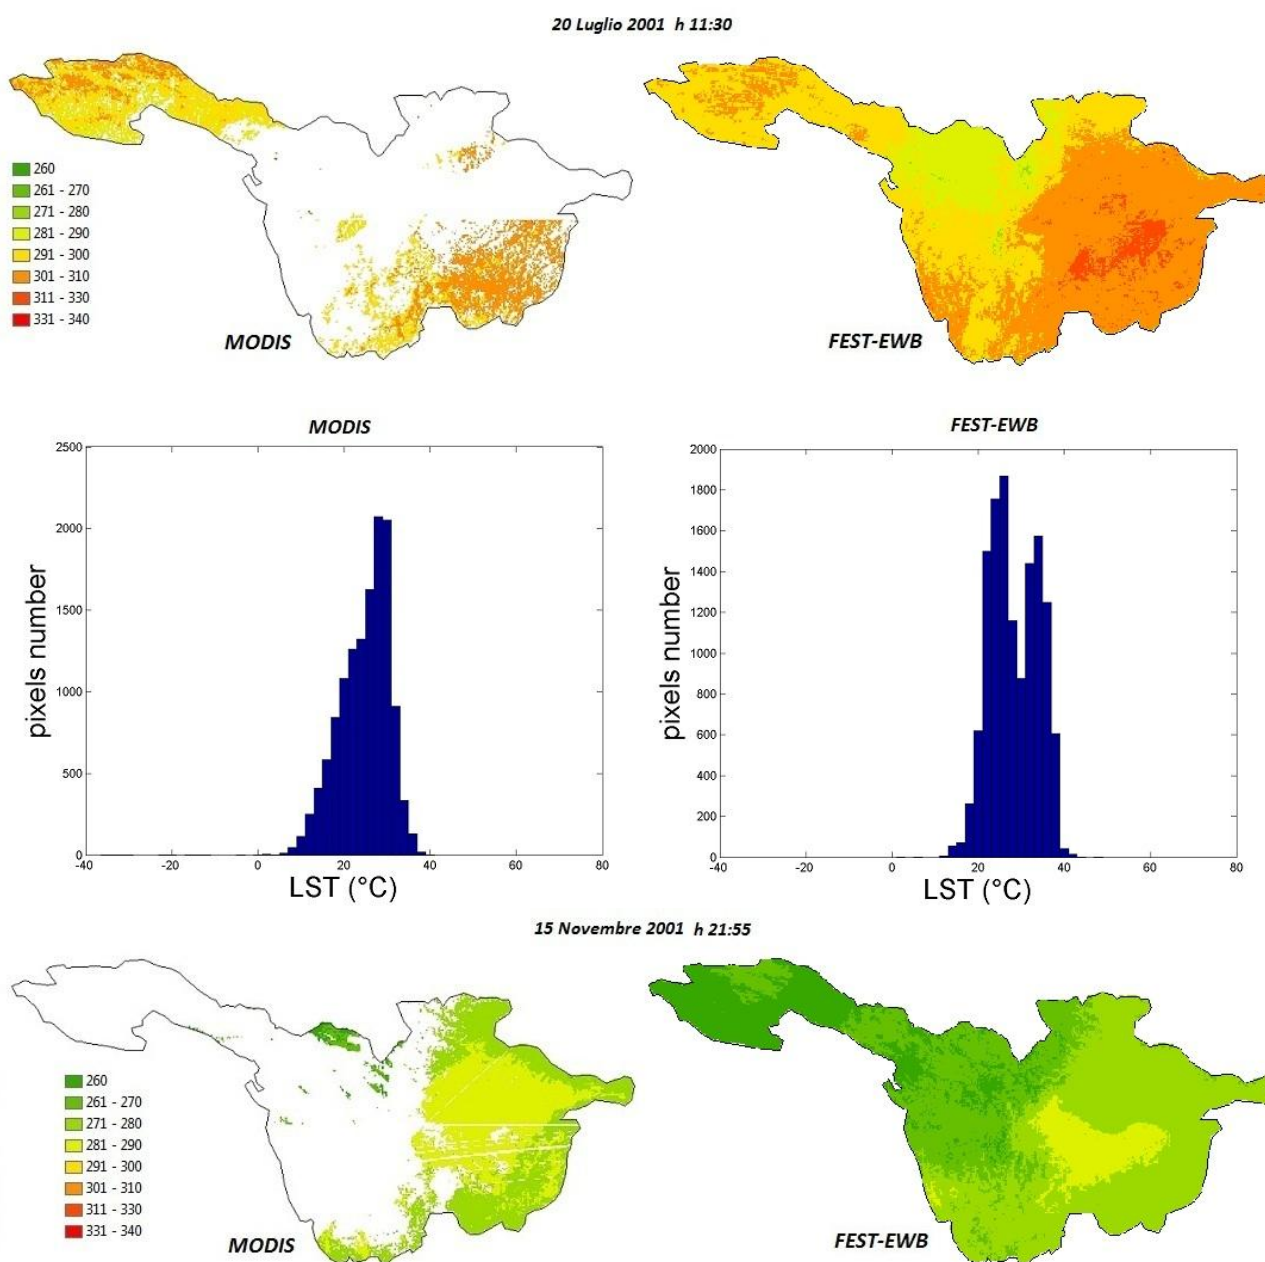 20 Luglio 2001 h 11:30
260
261 - 270
271 - 280
281 - 290
291 - 300
301 - 310
311 - 330
331 - 340
MODIS
FEST-EWB
MODIS
2500
2000
1500
1000
500
0
-40
-20
0
20
40
60
80
pixels number
LST (°C)
FEST-EWB
2000
1800
1600
1400
1200
1000
800
600
400
200
0
-40
-20
0
20
40
60
80
pixels number
LST (°C)
15 Novembre 2001 h 21:55
260
261 - 270
271 - 280
281 - 290
291 - 300
301 - 310
311 - 330
331 - 340
MODIS
FEST-EWB